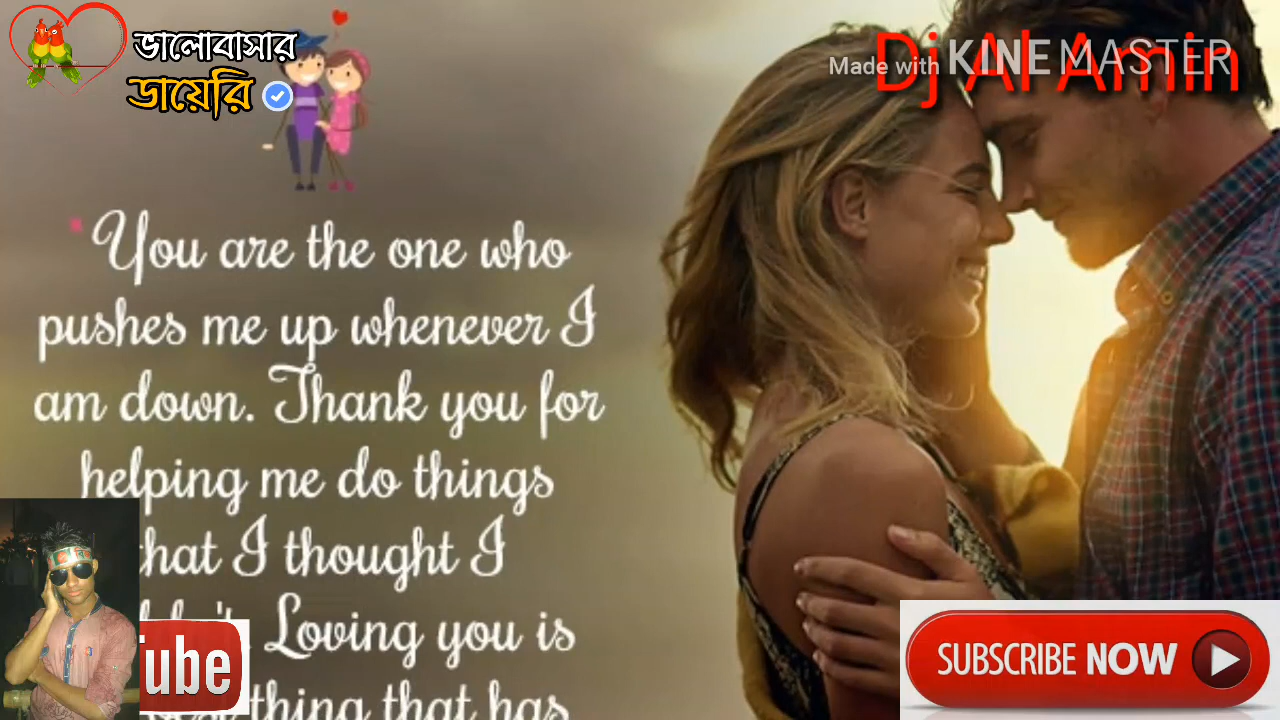 ভালোবাসার
ডায়েরি
Made with KINEMASTER
Dj Al Amin
You are the one who
pushes me up whenever I
am down. Thank you for
helping me do things
that I thought I
Loving you is
thing that has
Tube
SUBSCRIBE NOW